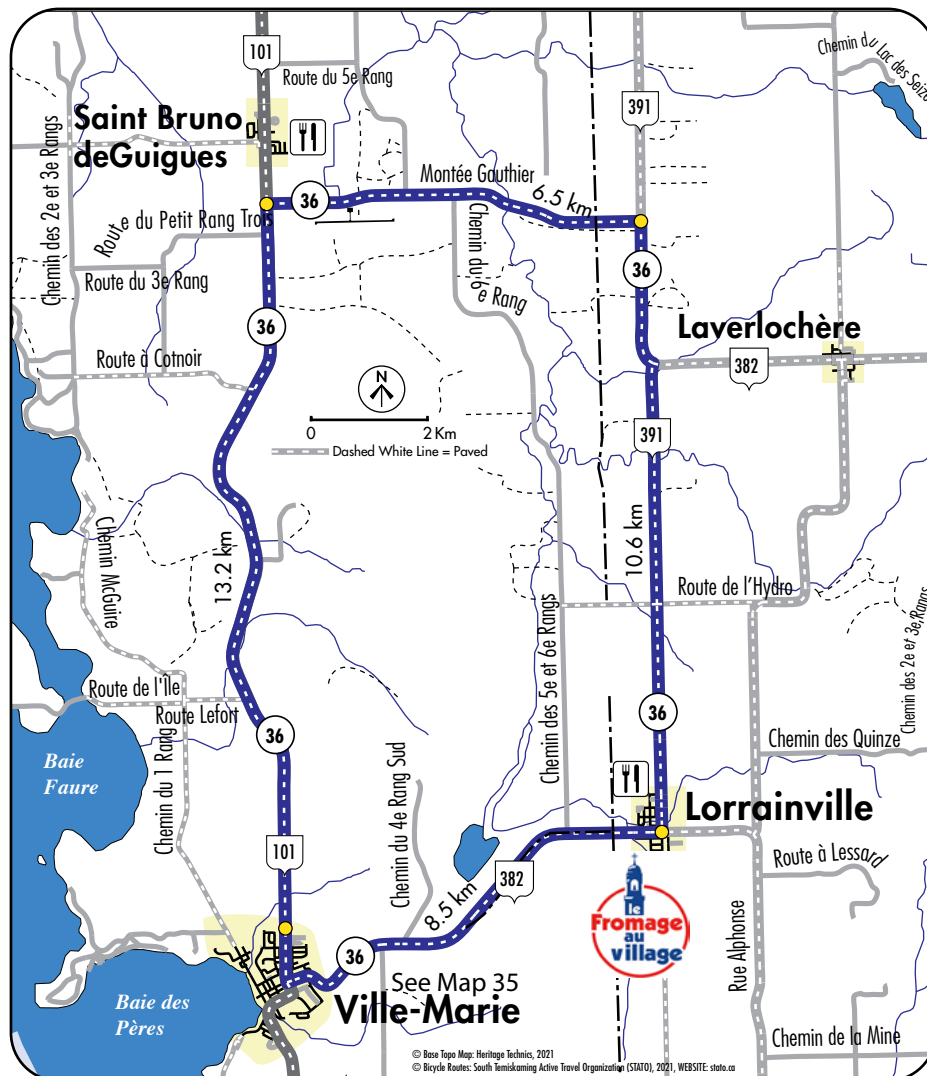 101
Route du 5e Rang
Chemin du Lac des Seize
391
Saint Bruno
deGuigues
Chemin des 2e et 3e Rangs
36
Montée Gauthier
6.5 km
Route du Petit Rang Trois
Route du 3e Rang
Chemin du 6e Rang
36
36
Laverlochère
382
Route à Cotnoir
N
0
2 Km
Dashed White Line = Paved
391
Chemin McGuire
13.2 km
10.6 km
Route de l'Hydro
Chemin des 5e et 6e Rangs
Chemin des 2e et 3e Rangs
Route de l'Île
Route Lefort
Chemin du 1 Rang
36
36
Chemin des Quinze
Baie
Faure
Chemin du 4e Rang Sud
Lorrainville
101
382
8.5 km
Route à Lessard
le
Fromage
au
village
Rue Alphonse
36
See Map 35
Ville-Marie
Baie des
Pères
Chemin de la Mine
© Base Topo Map: Heritage Technics, 2021
© Bicycle Routes: South Temiskaming Active Travel Organization (STATO), 2021, WEBSITE: stato.ca